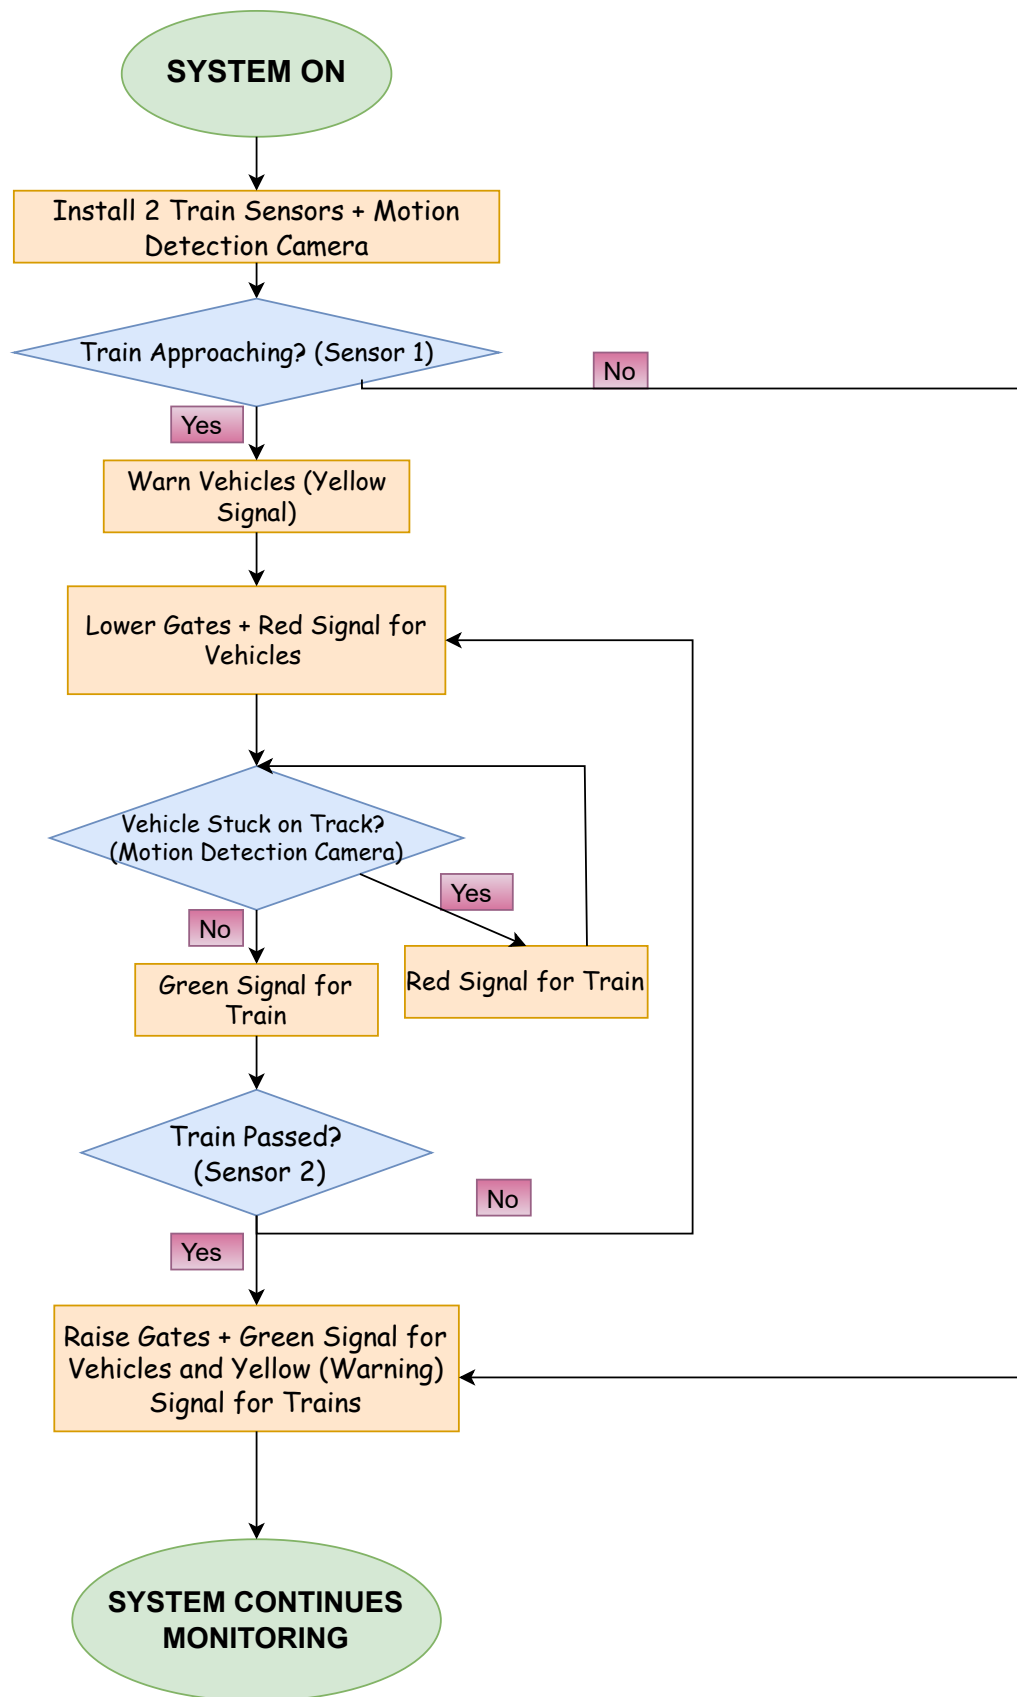 SYSTEM ON
Install 2 Train Sensors + Motion
Detection Camera
Train Approaching? (Sensor 1)
No
Yes
Warn Vehicles (Yellow
Signal)
Lower Gates + Red Signal for
Vehicles
Vehicle Stuck on Track?
(Motion Detection Camera)
Yes
No
Red Signal for Train
Green Signal for
Train
Train Passed?
(Sensor 2)
No
Yes
Raise Gates + Green Signal for
Vehicles and Yellow (Warning)
Signal for Trains
SYSTEM CONTINUES
MONITORING